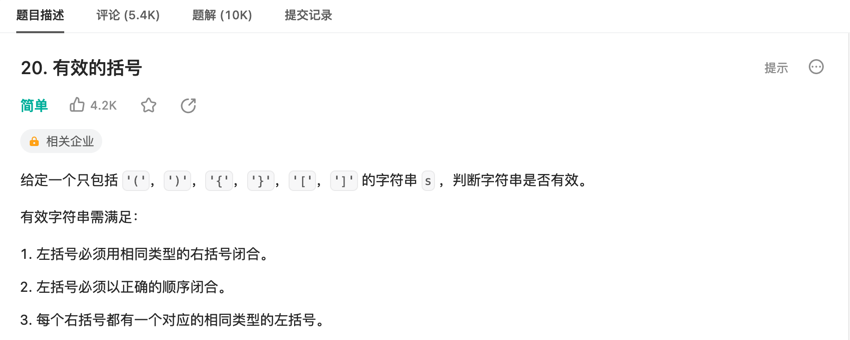 题目描述 评论 (5.4K) 题解 (10K) 提交记录
20. 有效的括号 提示
简单 4.2K
相关企业
给定一个只包括 '('，')'，'{'，'}'，'['，']' 的字符串 s ，判断字符串是否有效。
有效字符串需满足：
1. 左括号必须用相同类型的右括号闭合。
2. 左括号必须以正确的顺序闭合。
3. 每个右括号都有一个对应的相同类型的左括号。